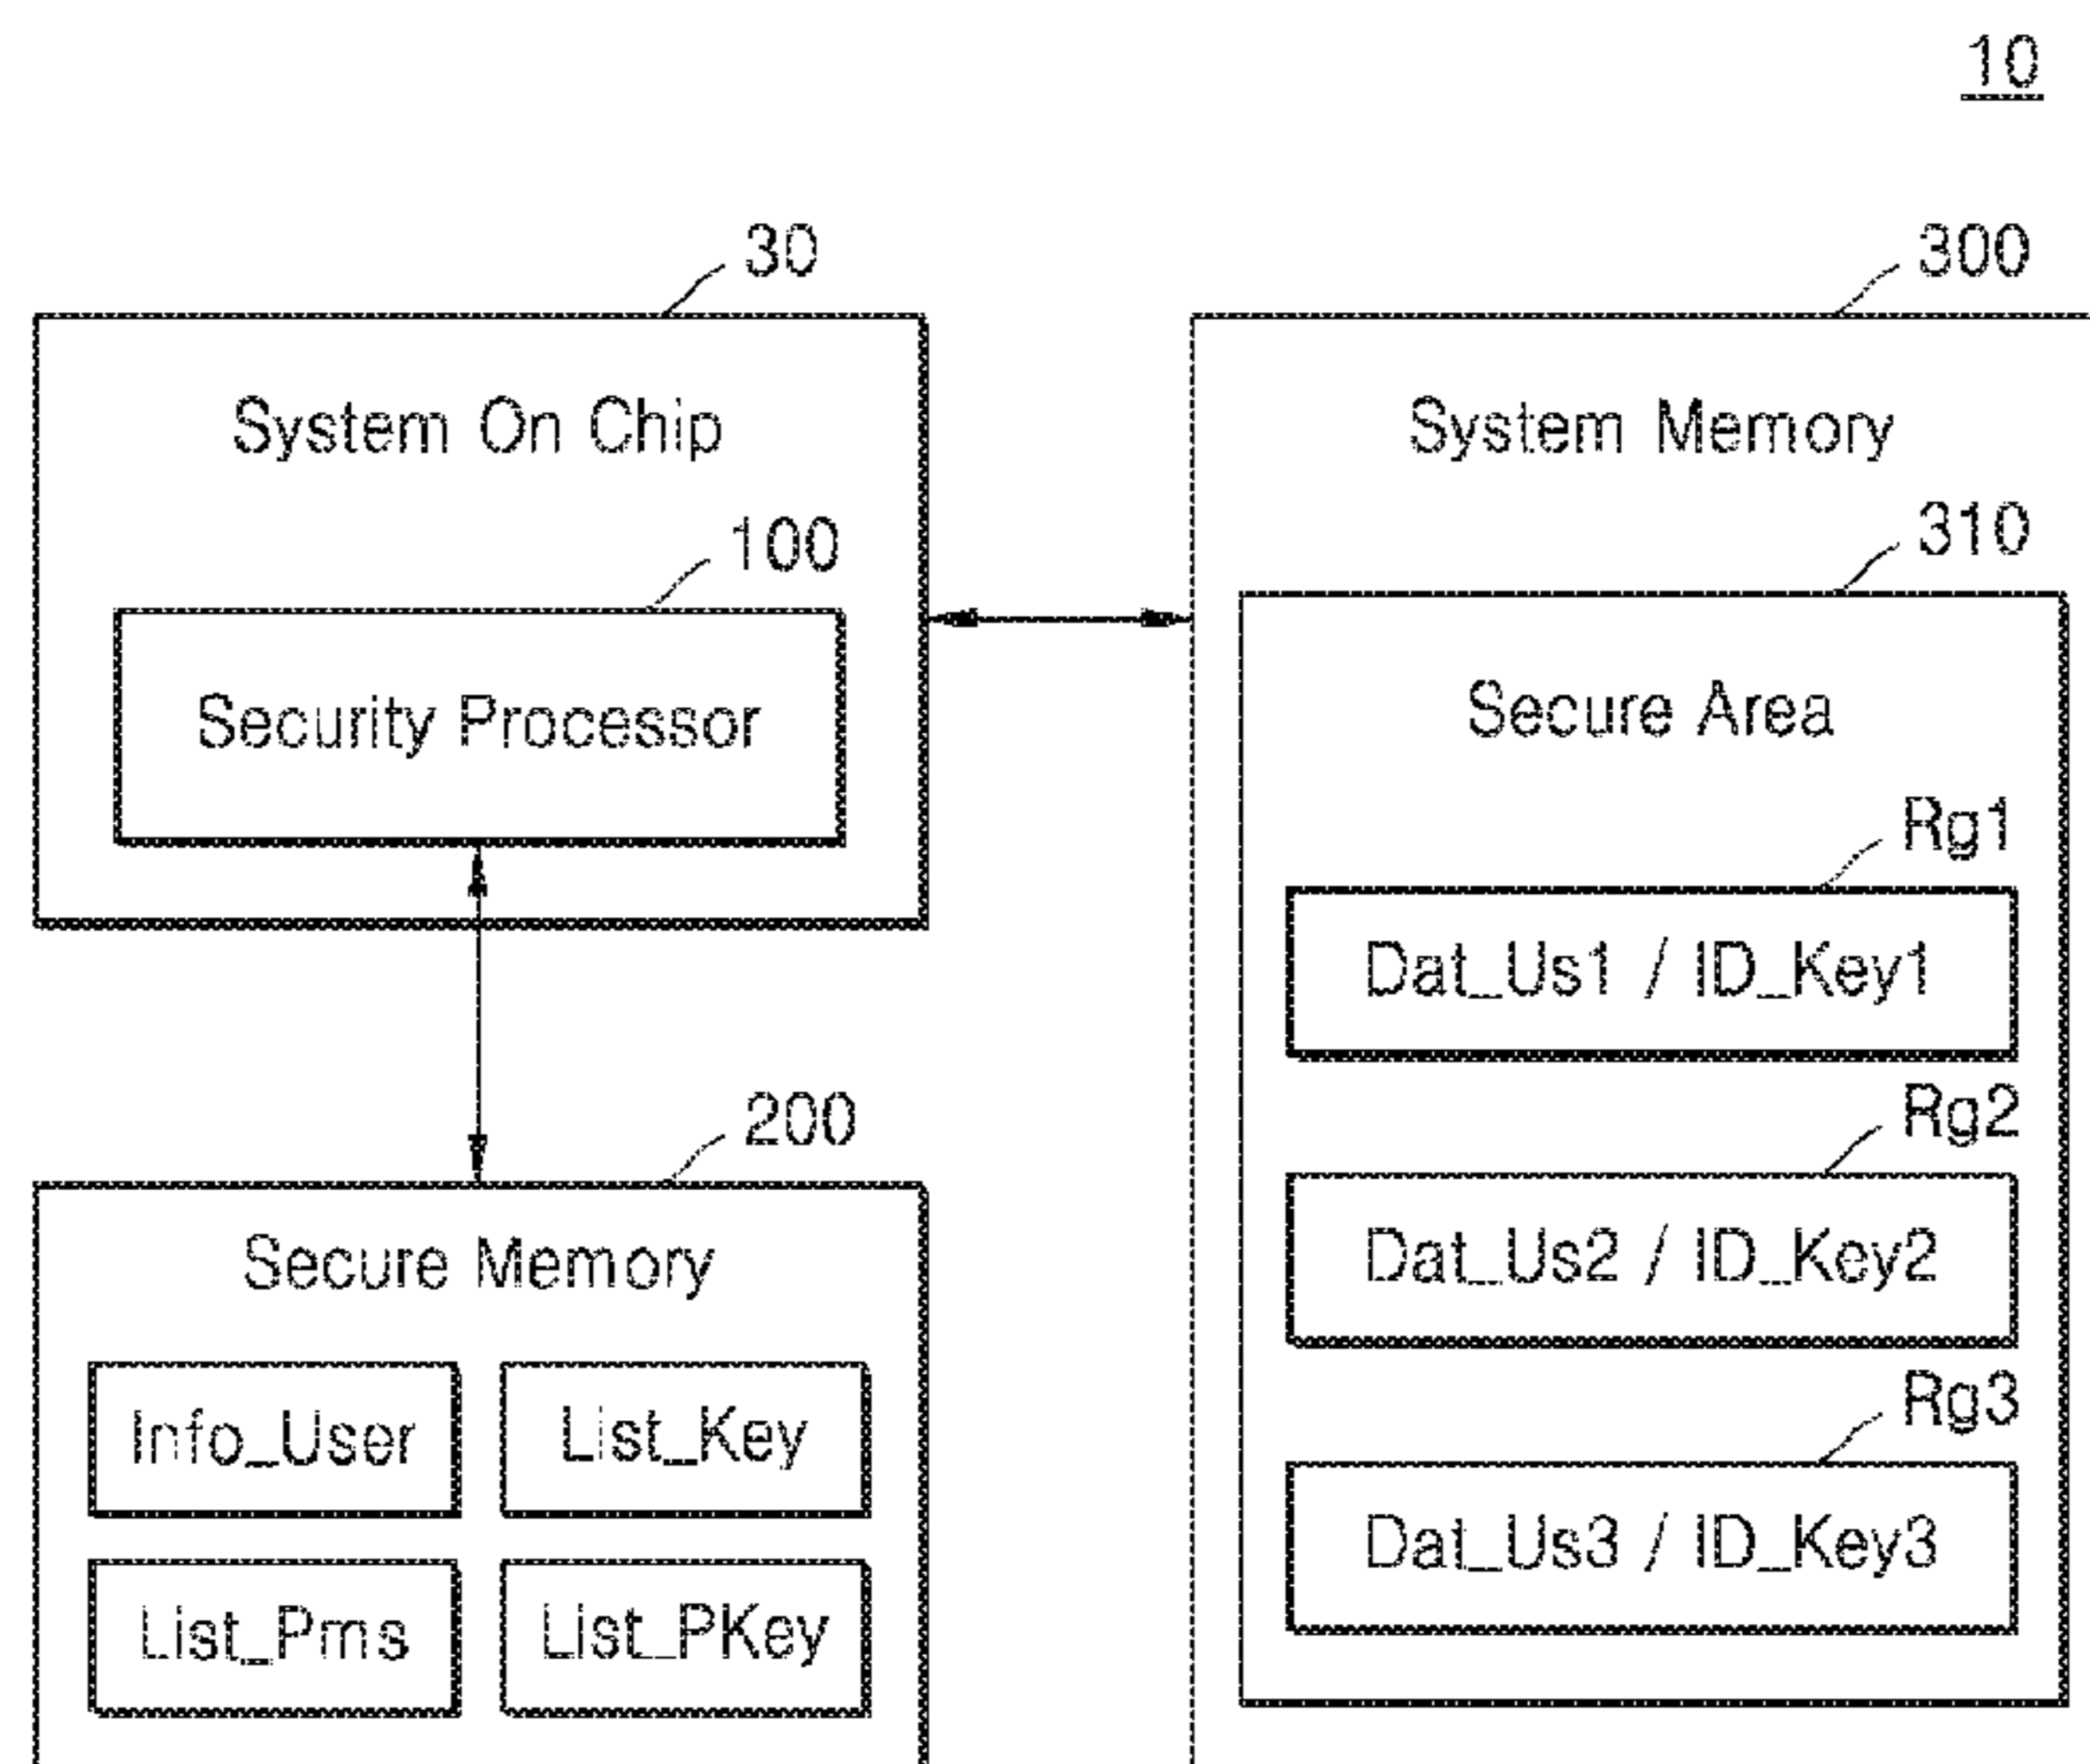 10
30
System On Chip
100
Security Processor
200
Secure Memory
Info_User
List_Key
List_Pms
List_PKey
300
System Memory
310
Secure Area
Rg1
Dat_Us1 / ID_Key1
Rg2
Dat_Us2 / ID_Key2
Rg3
Dat_Us3 / ID_Key3